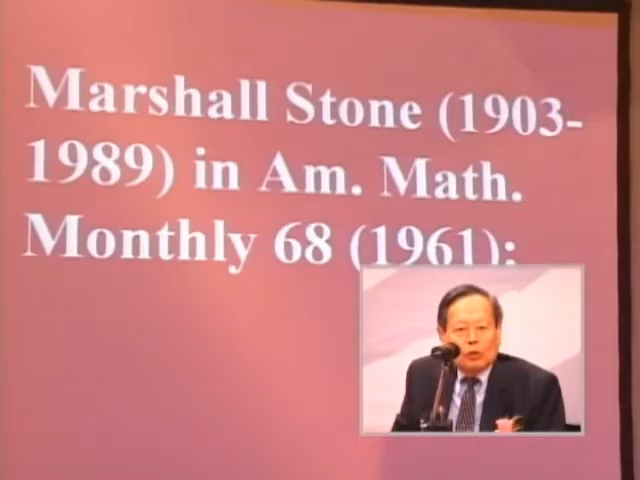 Marshall Stone (1903-
1989) in Am. Math.
Monthly 68 (1961):